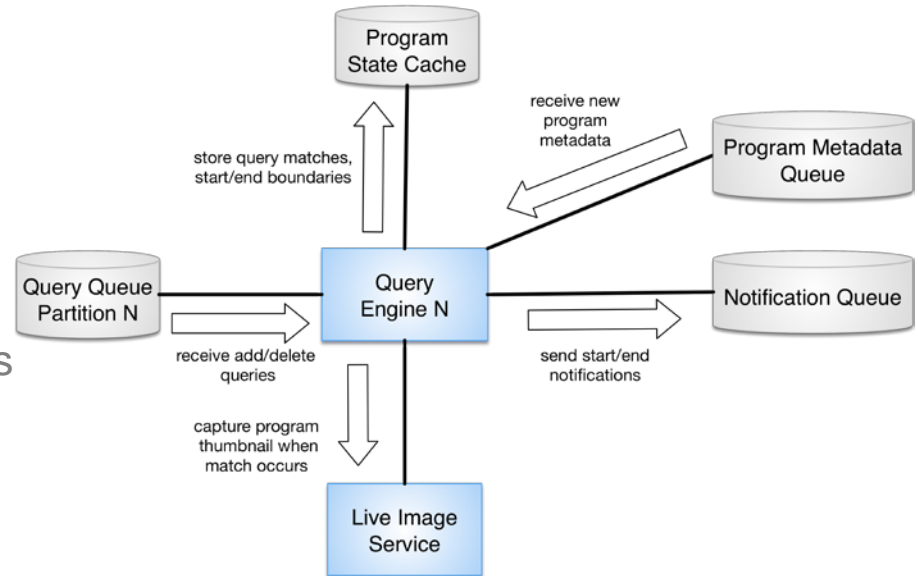 Program
State Cache
receive new
program
metadata
Program Metadata
Queue
store query matches,
start/end boundaries
Query Queue
Partition N
Query
Engine N
Notification Queue
s
receive add/delete
queries
send start/end
notifications
capture program
thumbnail when
match occurs
Live Image
Service